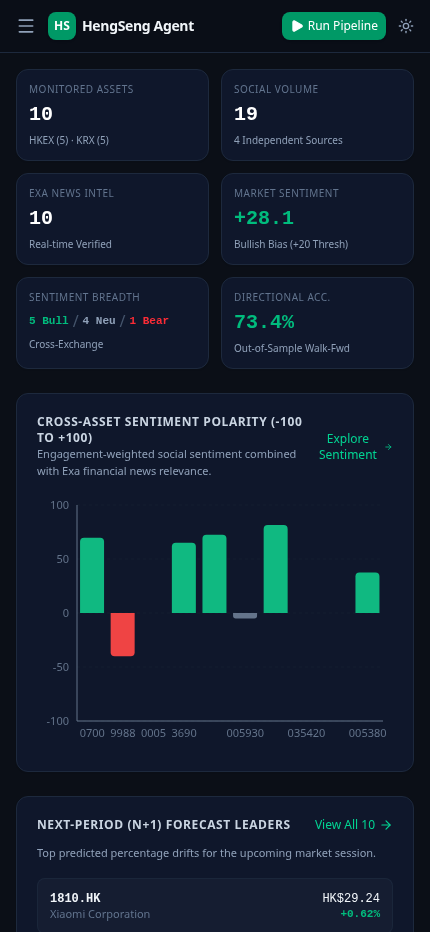 HS HengSeng Agent Run Pipeline
MONITORED ASSETS
10
HKEX (5) · KRX (5)
SOCIAL VOLUME
19
4 Independent Sources
EXA NEWS INTEL
10
Real-time Verified
MARKET SENTIMENT
+28.1
Bullish Bias (+20 Thresh)
SENTIMENT BREADTH
5 Bull / 4 Neu / 1 Bear
Cross-Exchange
DIRECTIONAL ACC.
73.4%
Out-of-Sample Walk-Fwd
CROSS-ASSET SENTIMENT POLARITY (-100
TO +100)
Engagement-weighted social sentiment combined
with Exa financial news relevance.
Explore
Sentiment →
100
50
0
-50
-100
0700 9988 0005 3690 005930 035420 005380
NEXT-PERIOD (N+1) FORECAST LEADERS
View All 10 →
Top predicted percentage drifts for the upcoming market session.
1810.HK
Xiaomi Corporation
HK$29.24
+0.62%